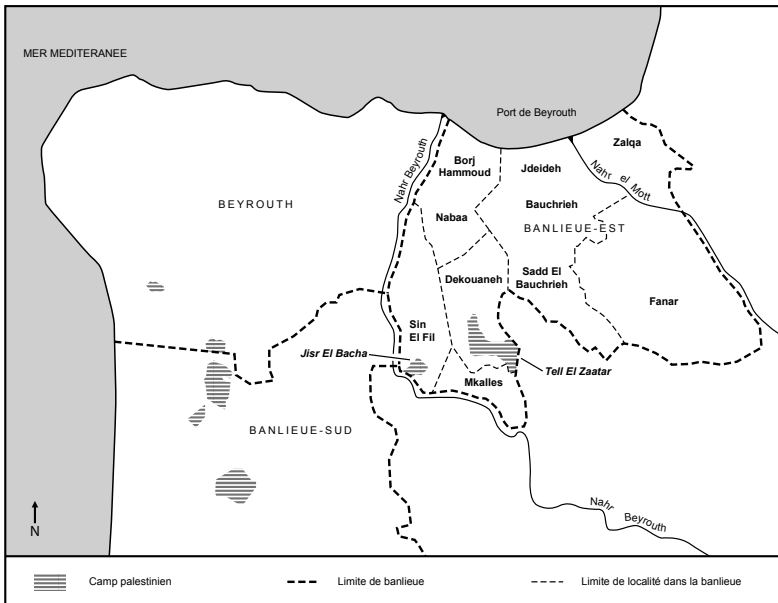 MER MEDITERANEE
Port de Beyrouth
Zalqa
Nahr el Mott
Borj
Hammoud
Jdeideh
Nahr Beyrouth
BEYROUTH
Nabaa
Bauchrieh
BANLIEUE-EST
Dekouaneh
Sadd El
Bauchrieh
Fanar
Sin
El Fil
Jisr El Bacha
Tell El Zaatar
Mkalles
BANLIEUE-SUD
Nahr Beyrouth
N
Camp palestinien
Limite de banlieue
Limite de localité dans la banlieue